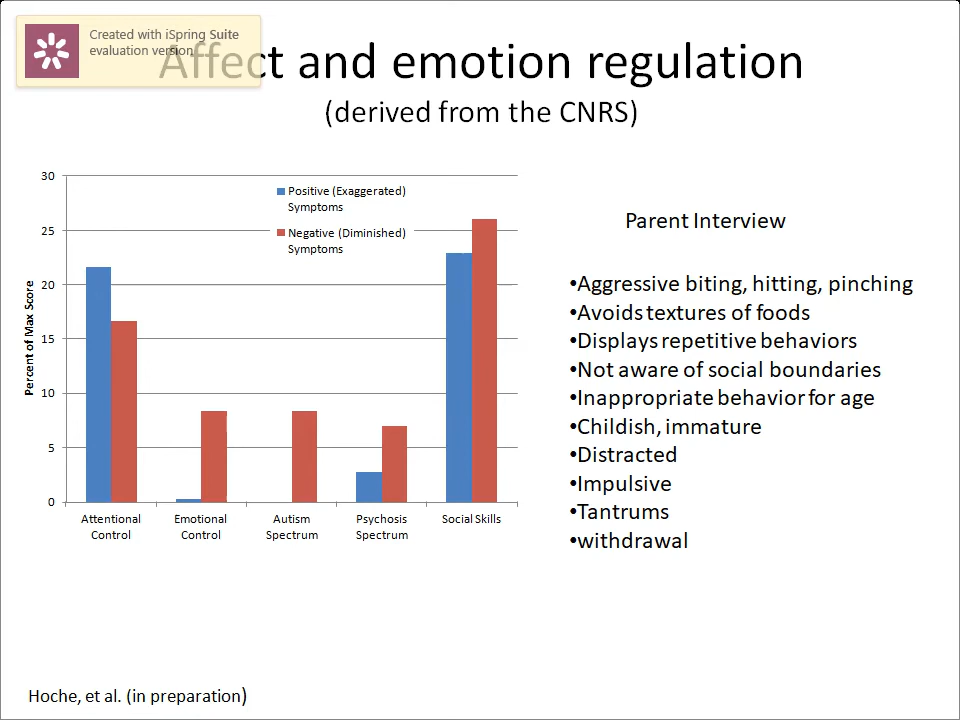 Created with iSpring Suite
evaluation version
Affect and emotion regulation
(derived from the CNRS)
30
25
20
15
10
5
0
Percent of Max Score
Positive (Exaggerated)
Symptoms
Negative (Diminished)
Symptoms
Attentional
Control
Emotional
Control
Autism
Spectrum
Psychosis
Spectrum
Social Skills
Parent Interview
•Aggressive biting, hitting, pinching
•Avoids textures of foods
•Displays repetitive behaviors
•Not aware of social boundaries
•Inappropriate behavior for age
•Childish, immature
•Distracted
•Impulsive
•Tantrums
•withdrawal
Hoche, et al. (in preparation)